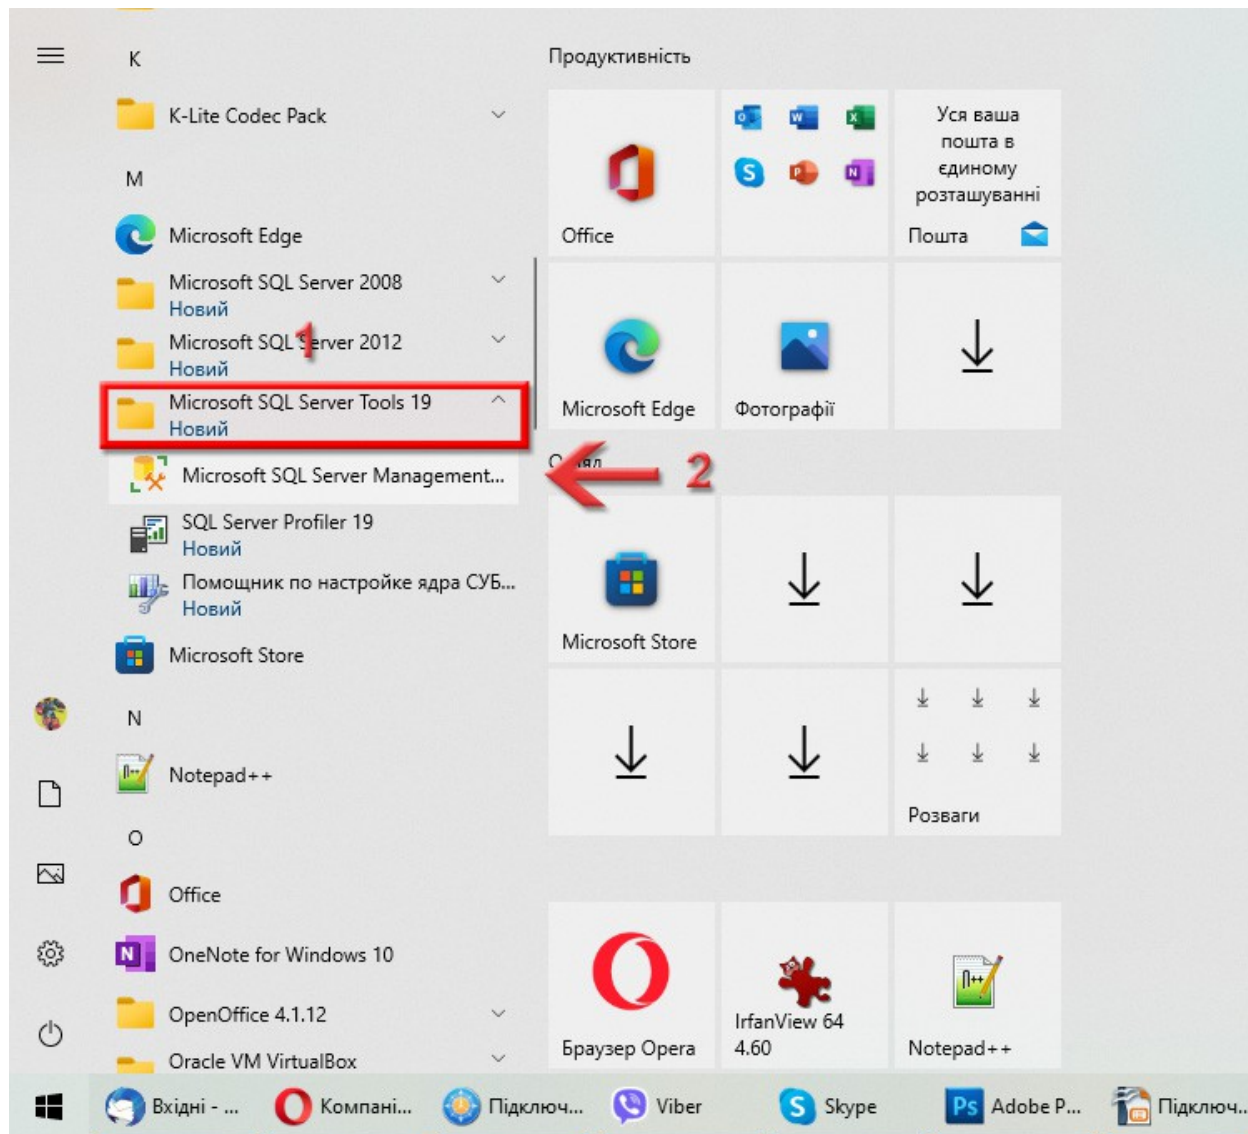 K
K-Lite Codec Pack
M
Microsoft Edge
Microsoft SQL Server 2008
Новий
Microsoft SQL Server 2012
Новий
1
Microsoft SQL Server Tools 19
Новий
Microsoft SQL Server Management...
2
SQL Server Profiler 19
Новий
Помощник по настройке ядра СУБ...
Новий
Microsoft Store
N
Notepad++
O
Office
OneNote for Windows 10
OpenOffice 4.1.12
Oracle VM VirtualBox
Продуктивність
Office
Уся ваша
пошта в
єдиному
розташуванні
Пошта
Microsoft Edge
Фотографії
Microsoft Store
Розваги
Браузер Opera
IrfanView 64
4.60
Notepad++
Вхідні - ...
Компані...
Підключ...
Viber
Skype
Ps
Adobe P...
Підключ...